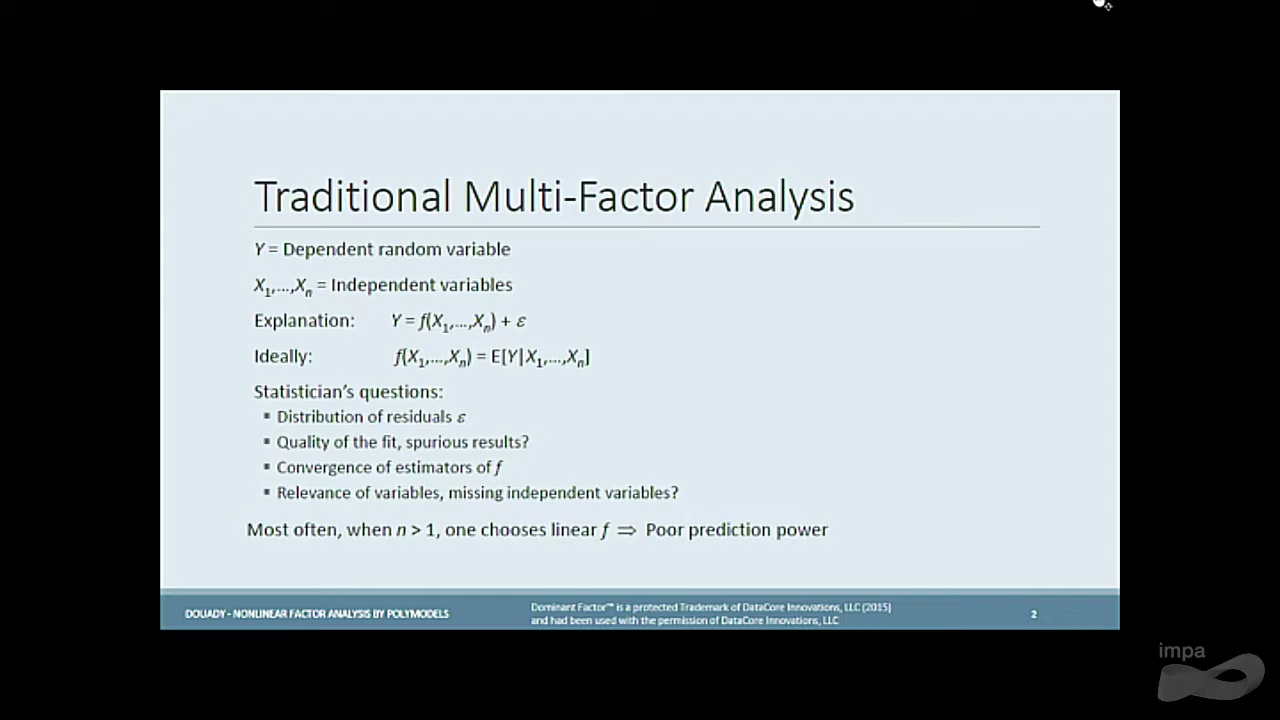 Traditional Multi-Factor Analysis
Y = Dependent random variable
X1,...,Xn = Independent variables
Explanation: Y = f(X1,...,Xn) + ε
Ideally: f(X1,...,Xn) = E[Y|X1,...,Xn]
Statistician's questions:
▪ Distribution of residuals ε
▪ Quality of the fit, spurious results?
▪ Convergence of estimators of f
▪ Relevance of variables, missing independent variables?
Most often, when n > 1, one chooses linear f ⇒ Poor prediction power
DOUADY - NONLINEAR FACTOR ANALYSIS BY POLYMODELS
Dominant Factor™ is a protected Trademark of DataCore Innovations, LLC (2015)
and had been used with the permission of DataCore Innovations, LLC
2
impa